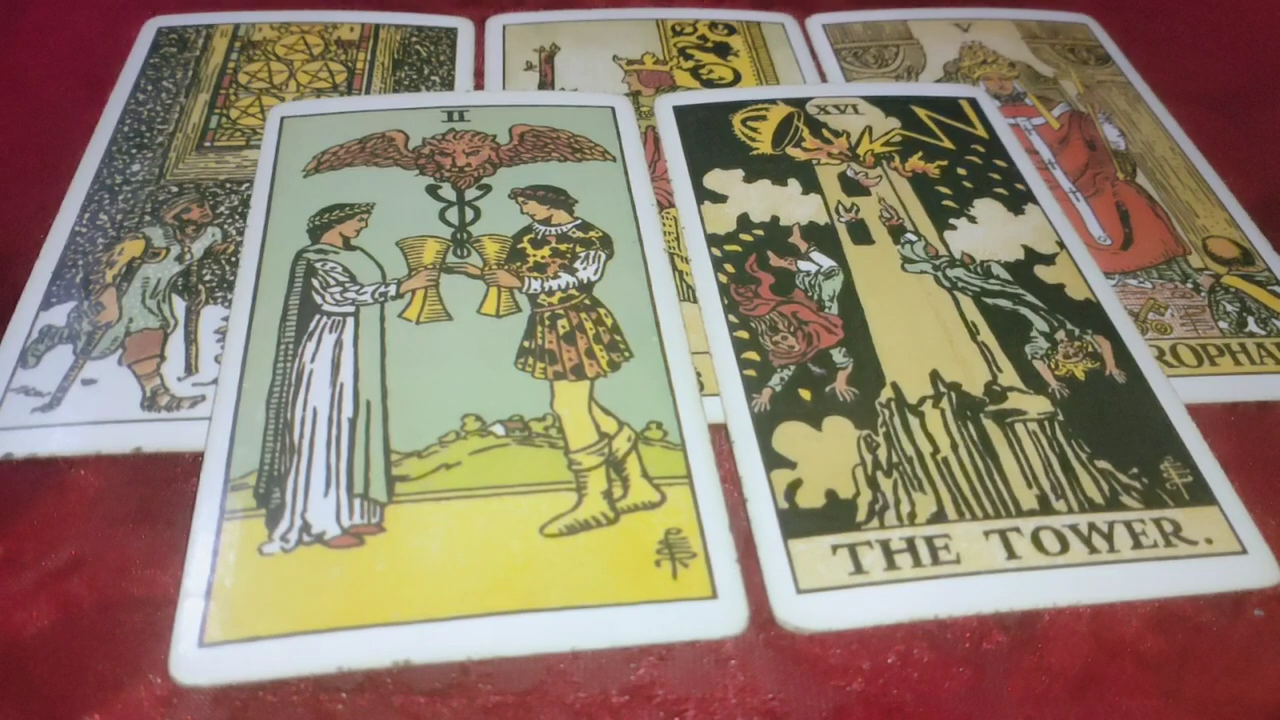 V
II
XVI
ROPHA
THE TOWER.